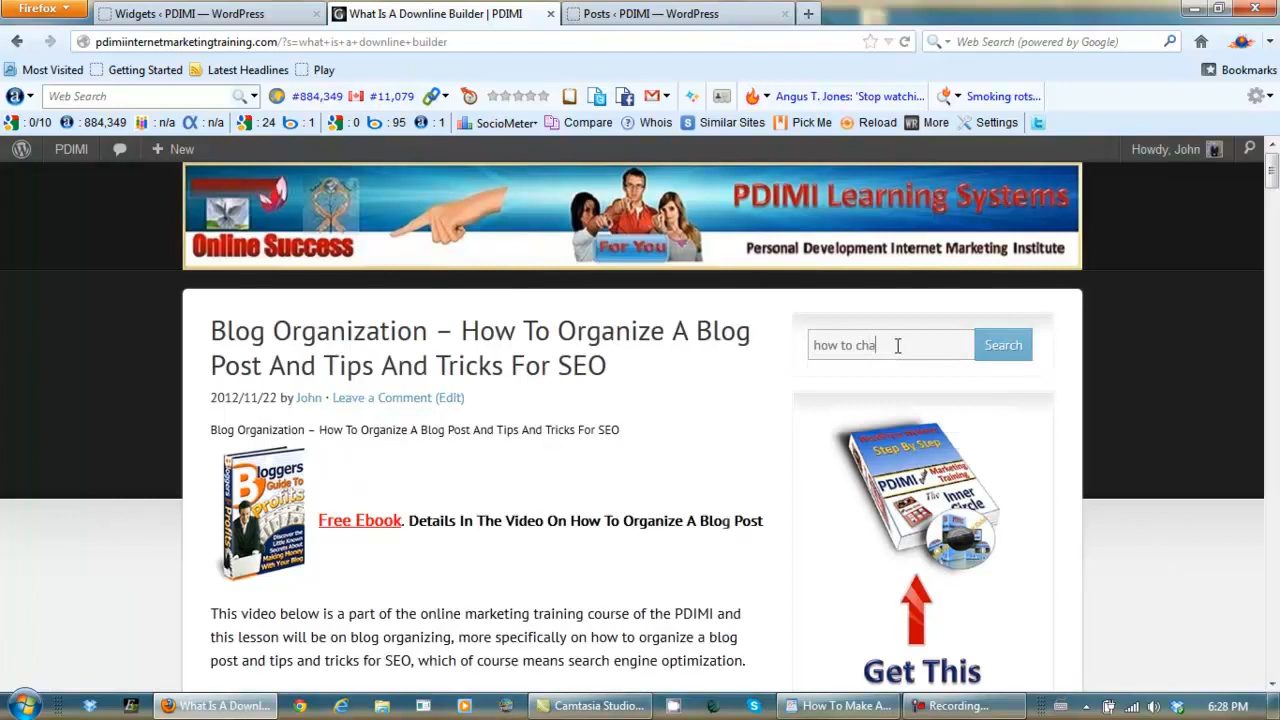 Firefox
Widgets ‹ PDIMI — WordPress
What Is A Downline Builder | PDIMI
Posts ‹ PDIMI — WordPress
pdimiinternetmarketingtraining.com/?s=what+is+a+downline+builder
Web Search (powered by Google)
Most Visited
Getting Started
Latest Headlines
Play
Bookmarks
Web Search
#884,349
#11,079
Angus T. Jones: 'Stop watchi...
Smoking rots...
: 0/10
: 884,349
: n/a
: n/a
: 24
: 1
: 0
: 95
: 1
SocioMeter
Compare
Whois
Similar Sites
Pick Me
Reload
More
Settings
PDIMI
New
Howdy, John
Online Success
For You
PDIMI Learning Systems
Personal Development Internet Marketing Institute
Blog Organization – How To Organize A Blog
Post And Tips And Tricks For SEO
2012/11/22 by John · Leave a Comment (Edit)
Blog Organization – How To Organize A Blog Post And Tips And Tricks For SEO
Bloggers
Guide To
Profits
Free Ebook. Details In The Video On How To Organize A Blog Post
This video below is a part of the online marketing training course of the PDIMI and
this lesson will be on blog organizing, more specifically on how to organize a blog
post and tips and tricks for SEO, which of course means search engine optimization.
how to cha
Search
Step By Step
PDIMI
Marketing
Training
The Inner
Circle
Get This
What Is A Downl...
Camtasia Studio...
How To Make A...
Recording...
6:28 PM